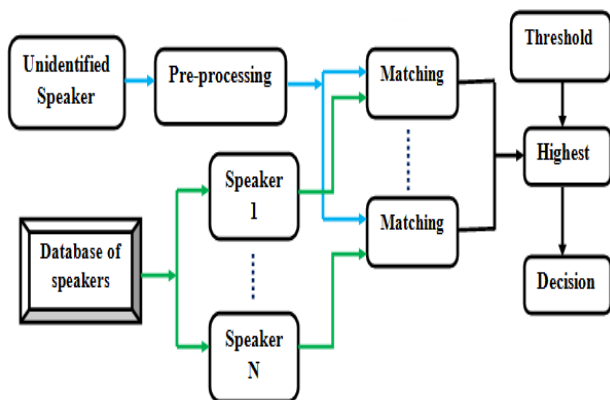 Unidentified
Speaker
Pre-processing
Matching
Threshold
Highest
Decision
Speaker
1
Matching
Database of
speakers
Speaker
N